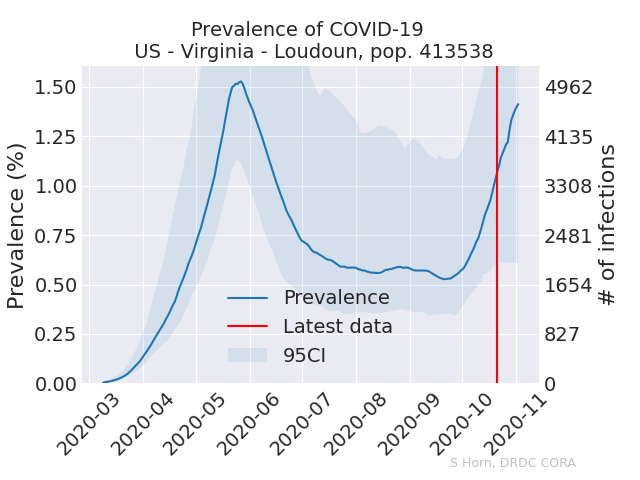 Prevalence of COVID-19
US - Virginia - Loudoun, pop. 413538
Prevalence (%)
1.50
1.25
1.00
0.75
0.50
0.25
0.00
4962
4135
3308
2481
1654
827
0
# of infections
Prevalence
Latest data
95CI
2020-03
2020-04
2020-05
2020-06
2020-07
2020-08
2020-09
2020-10
2020-11
S Horn, DRDC CORA